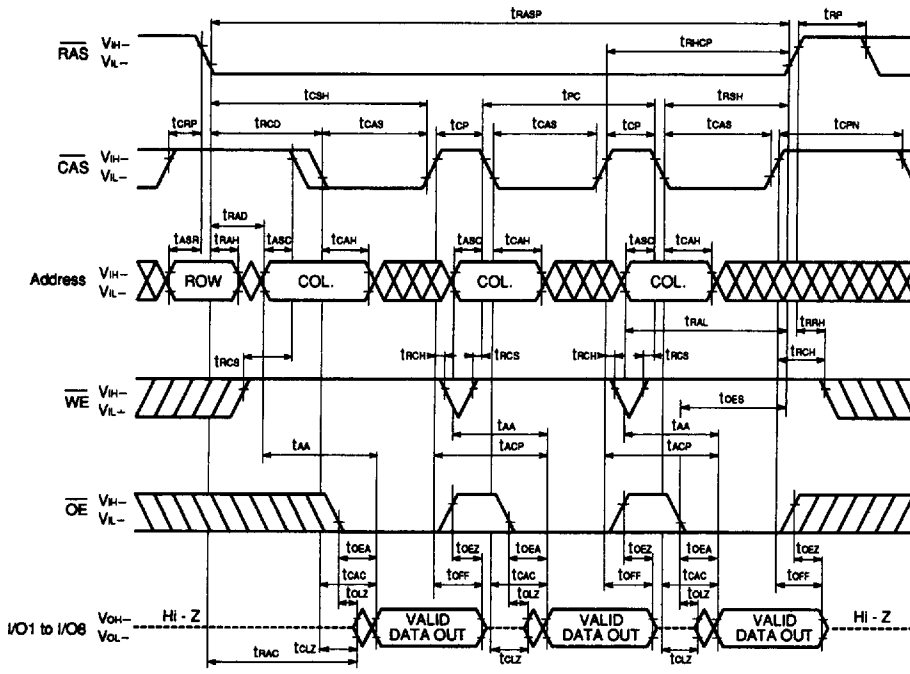 tRASP tRP
RAS VIH– tRHCP
VIL–
tCSH tPC tRSH
tCRP tRCD tCAS tCP tCAS tCP tCAS tCPN
CAS VIH–
VIL–
tRAD
tASR tRAH tASC tCAH tASC tCAH tASC tCAH
Address VIH– ROW COL. COL. COL.
VIL–
tRAL tRRH
tRCS tRCH tRCS tRCH tRCS tRCH
WE VIH–
VIL– tOES
tAA tAA tAA
tACP tACP
OE VIH–
VIL–
tOEA tOEZ tOEA tOEZ tOEA tOEZ
tCAC tOFF tCAC tOFF tCAC tOFF
tOLZ tOLZ tOLZ
I/O1 to I/O8 VOH– Hi - Z VALID VALID VALID Hi - Z
VOL– DATA OUT DATA OUT DATA OUT
tRAC tCLZ tCLZ tCLZ